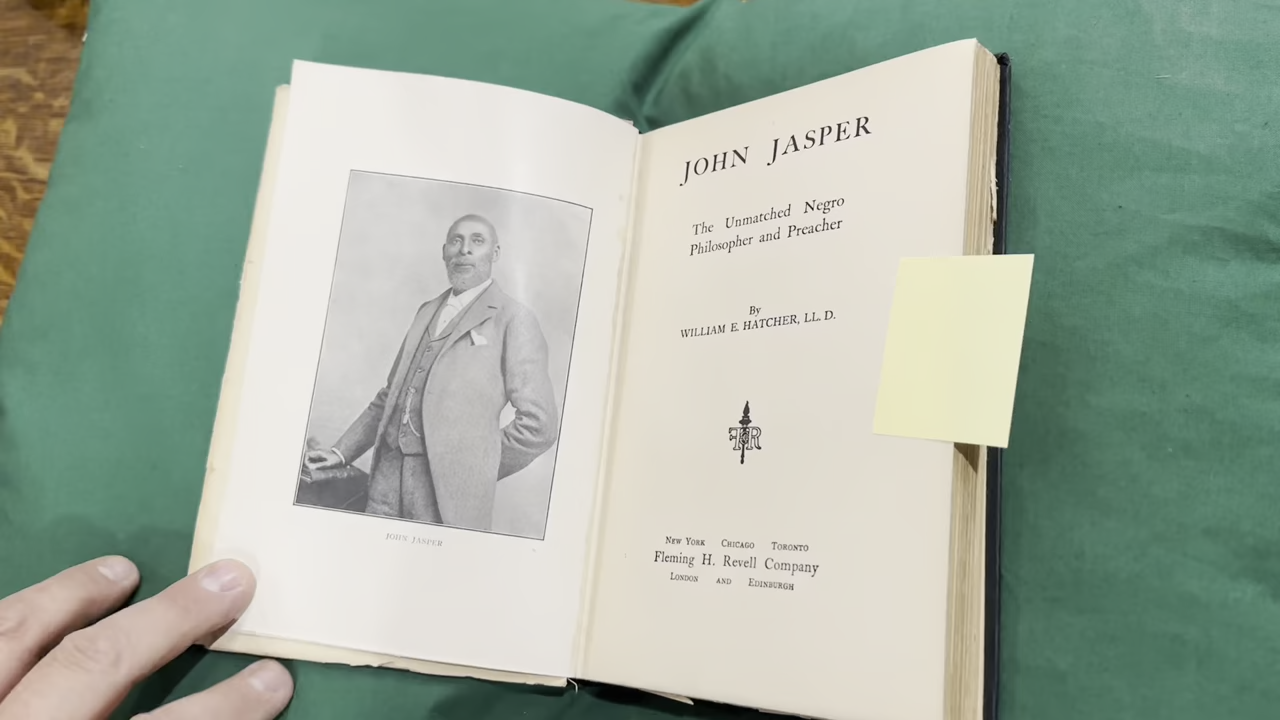 JOHN JASPER
JOHN JASPER
The Unmatched Negro
Philosopher and Preacher
By
WILLIAM E. HATCHER, LL. D.
FHR
NEW YORK CHICAGO TORONTO
Fleming H. Revell Company
LONDON AND EDINBURGH